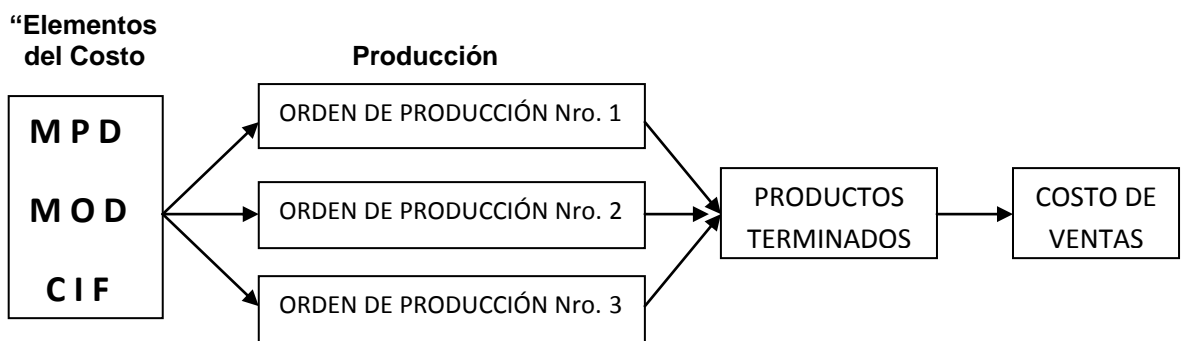 “Elementos
del Costo
Producción
M P D
M O D
C I F
ORDEN DE PRODUCCIÓN Nro. 1
ORDEN DE PRODUCCIÓN Nro. 2
ORDEN DE PRODUCCIÓN Nro. 3
PRODUCTOS
TERMINADOS
COSTO DE
VENTAS